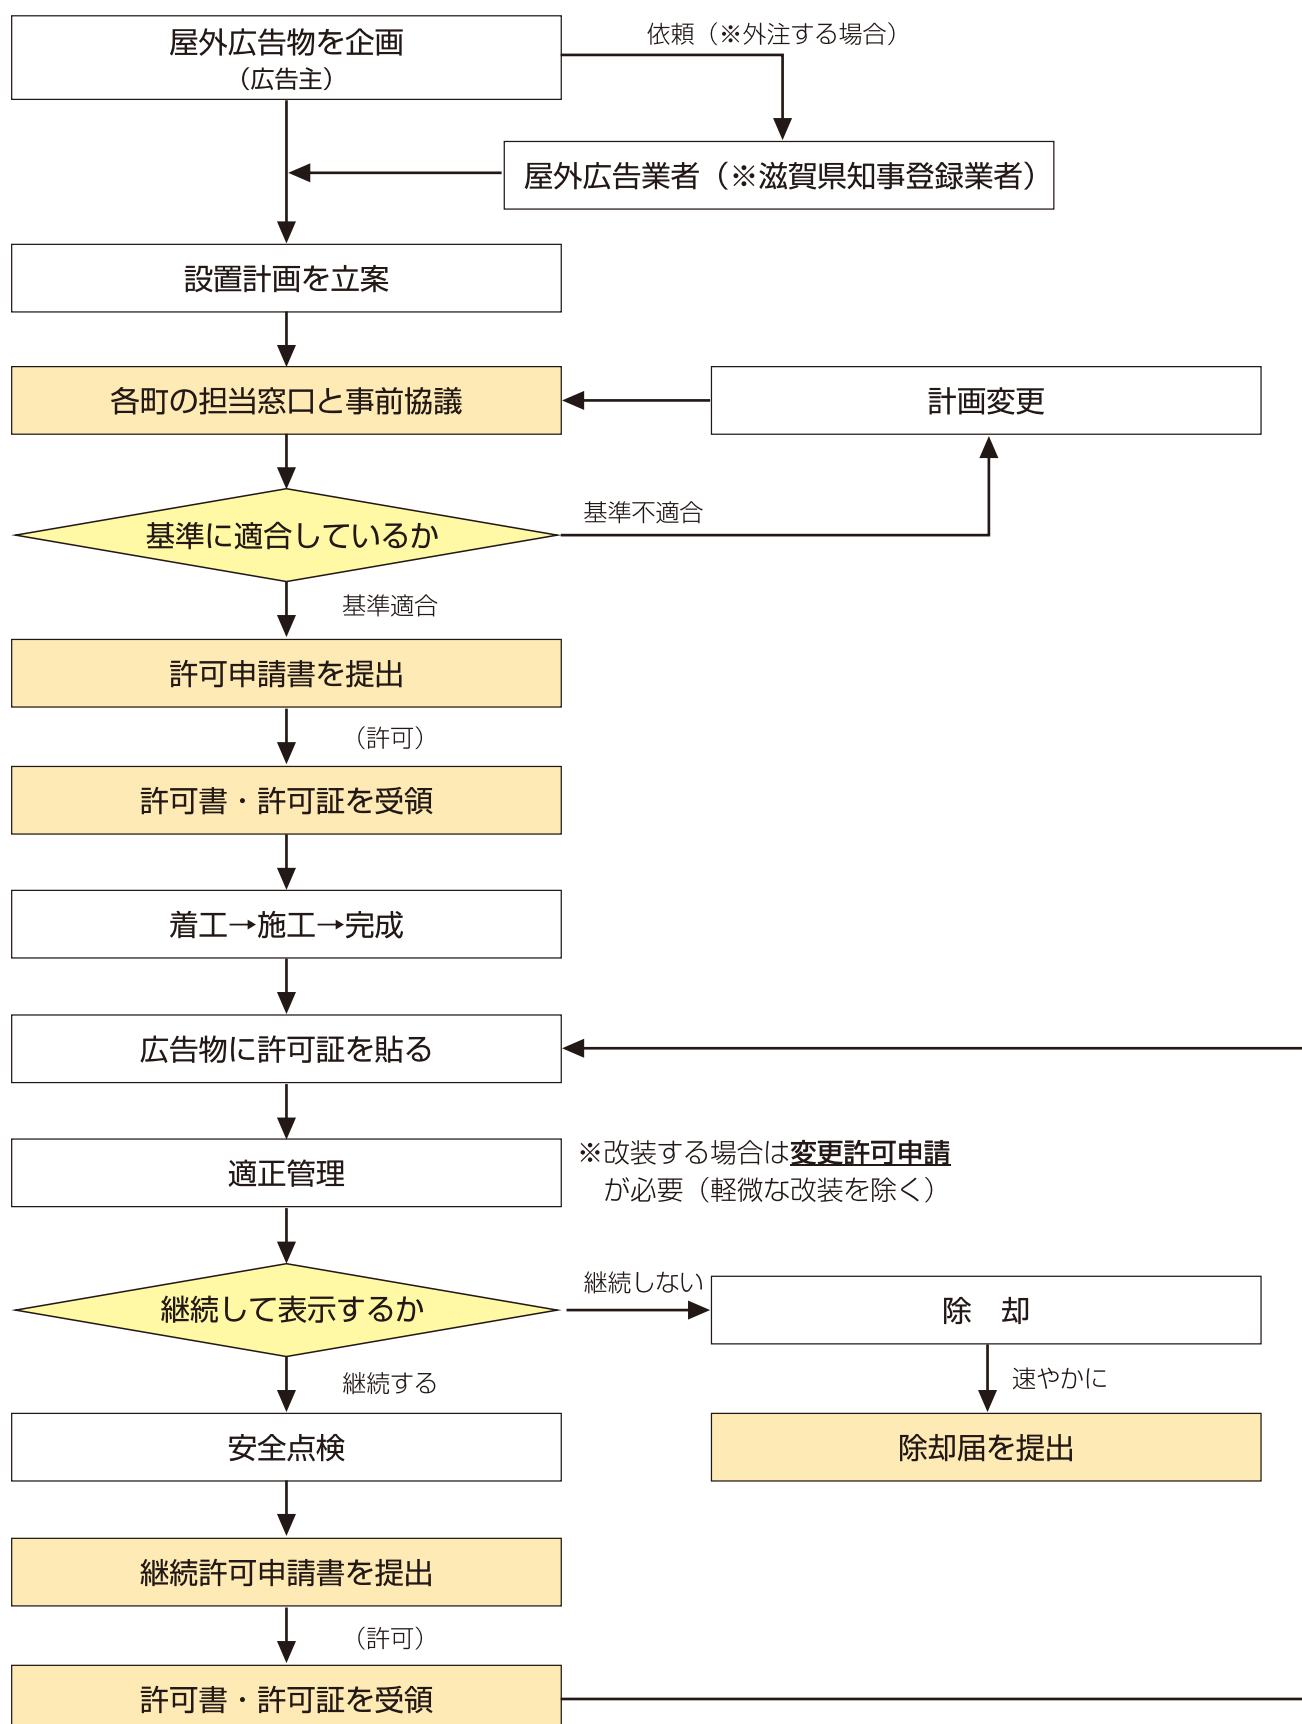 屋外広告物を企画
（広告主）
依頼（※外注する場合）
屋外広告業者（※滋賀県知事登録業者）
設置計画を立案
各町の担当窓口と事前協議
計画変更
基準に適合しているか
基準不適合
基準適合
許可申請書を提出
（許可）
許可書・許可証を受領
着工→施工→完成
広告物に許可証を貼る
適正管理
※改装する場合は変更許可申請
が必要（軽微な改装を除く）
継続して表示するか
継続しない
除　却
継続する
速やかに
安全点検
除却届を提出
継続許可申請書を提出
（許可）
許可書・許可証を受領